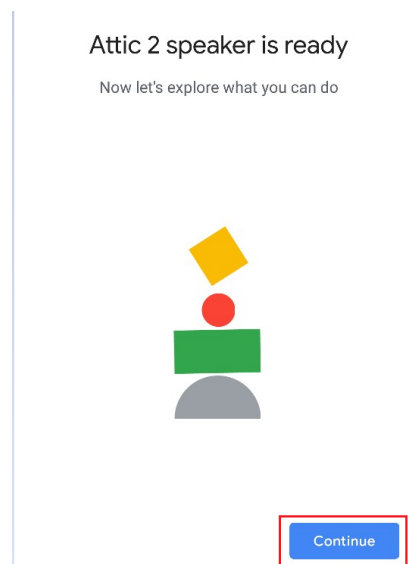 Attic 2 speaker is ready
Now let's explore what you can do
Continue